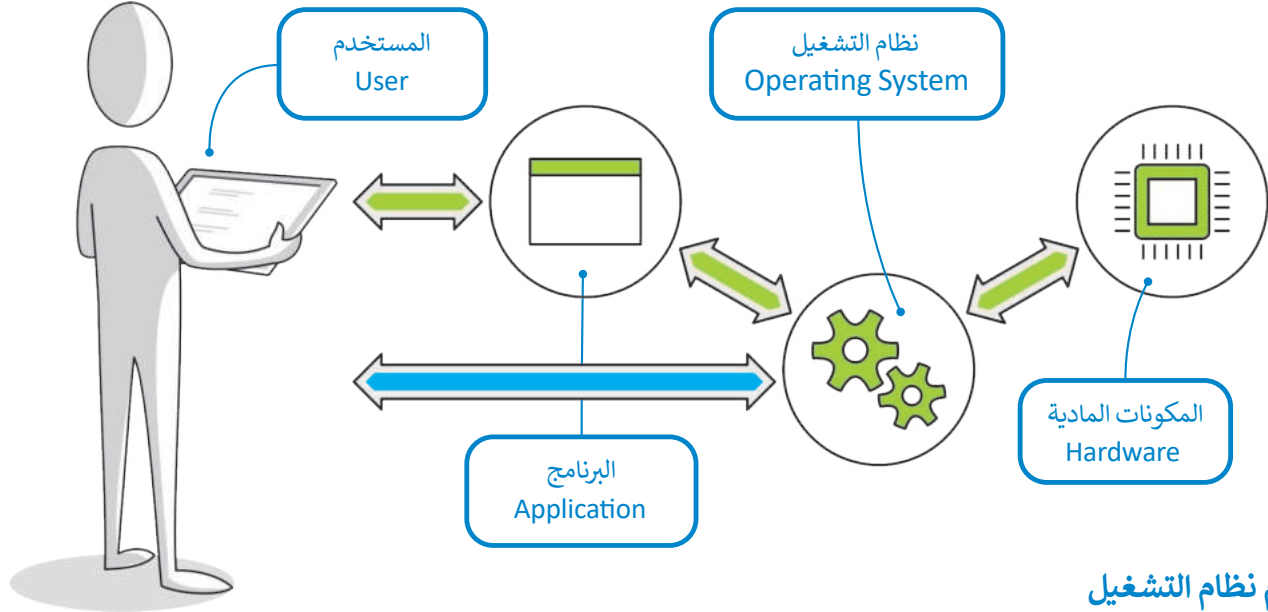 المستخدم
User
نظام التشغيل
Operating System
البرنامج
Application
المكونات المادية
Hardware
نظام التشغيل